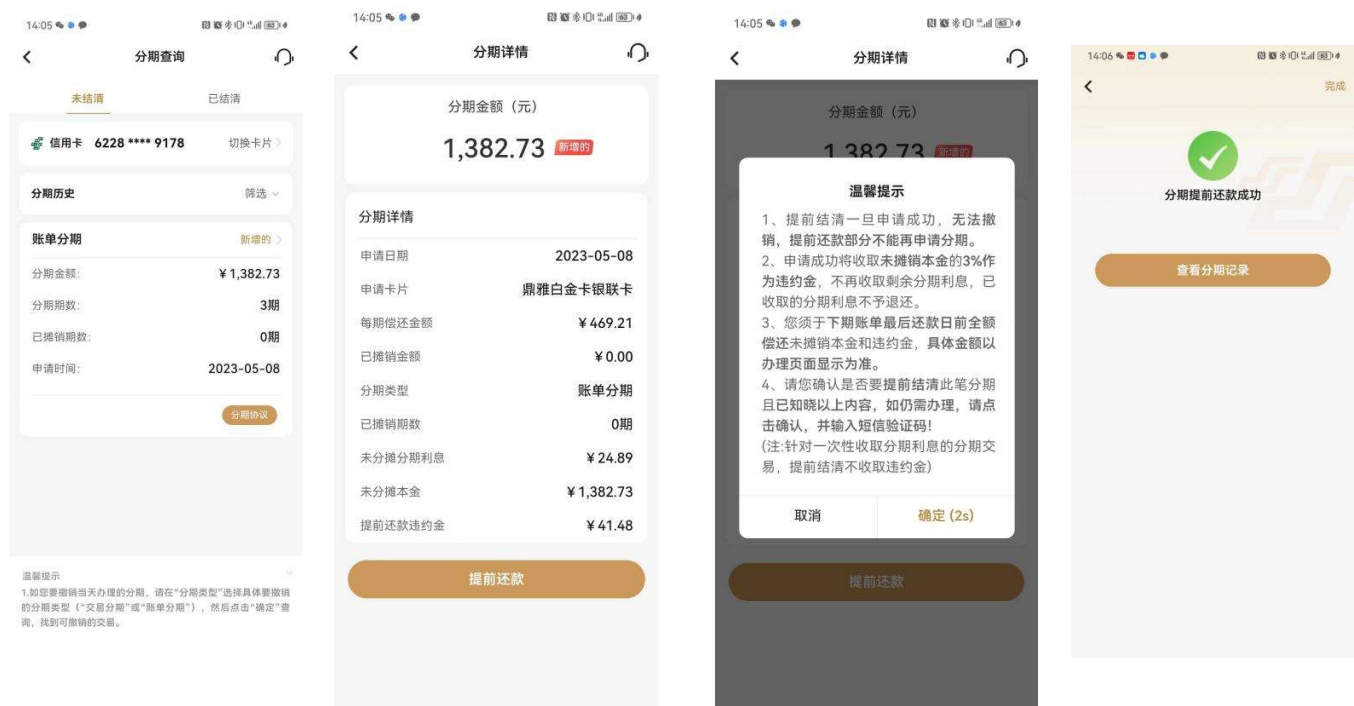 14:05
分期查询
未结清 已结清
信用卡 6228 **** 9178 切换卡片
分期历史 筛选
账单分期 新增的
分期金额: ¥1,382.73
分期期数: 3期
已摊销期数: 0期
申请时间: 2023-05-08
分期协议
温馨提示
1.如您要撤销当天办理的分期,请在“分期类型”选择具体要撤销
的分期类型(“交易分期”或“账单分期”),然后点击“确定”查
询,找到可撤销的交易。
14:05
分期详情
分期金额(元)
1,382.73 新增的
分期详情
申请日期 2023-05-08
申请卡片 鼎雅白金卡银联卡
每期偿还金额 ¥469.21
已摊销金额 ¥0.00
分期类型 账单分期
已摊销期数 0期
未分摊分期利息 ¥24.89
未分摊本金 ¥1,382.73
提前还款违约金 ¥41.48
提前还款
14:05
分期详情
分期金额(元)
1,382.73 新增的
温馨提示
1、提前结清一旦申请成功,无法撤
销,提前还款部分不能再申请分期。
2、申请成功将收取未摊销本金的3%作
为违约金,不再收取剩余分期利息,已
收取的分期利息不予退还。
3、您须于下期账单最后还款日前全额
偿还未摊销本金和违约金,具体金额以
办理页面显示为准。
4、请您确认是否要提前结清此笔分期
且已知晓以上内容,如仍需办理,请点
击确认,并输入短信验证码!
(注:针对一次性收取分期利息的分期交
易,提前结清不收取违约金)
取消 确定 (2s)
提前还款
14:06
完成
分期提前还款成功
查看分期记录